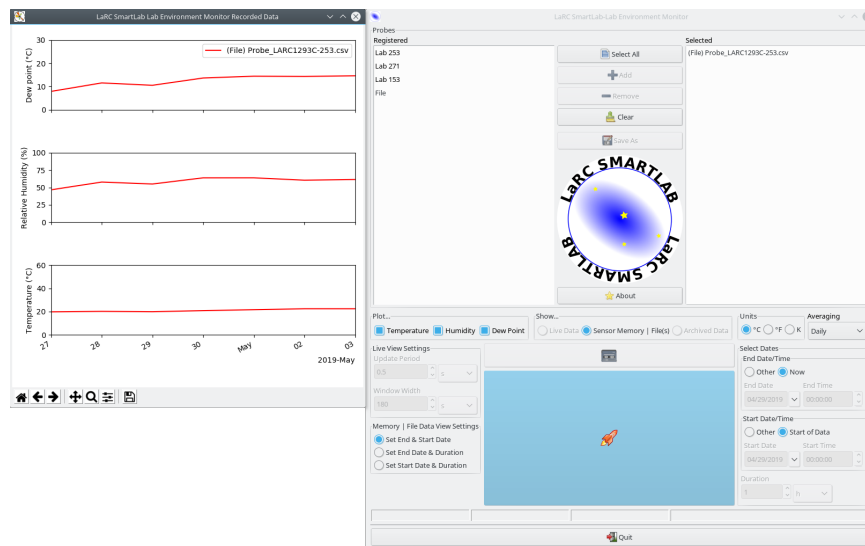 LaRC SmartLab Lab Environment Monitor Recorded Data
30
20
10
0
Dew point (°C)
(File) Probe_LARC1293C-253.csv
100
75
50
25
0
Relative Humidity (%)
60
40
20
0
Temperature (°C)
27
28
29
30
May
02
03
2019-May
LaRC SmartLab-Lab Environment Monitor
Probes
Registered
Lab 253
Lab 271
Lab 153
File
Select All
Add
Remove
Clear
Save As
LaRC SMARTLAB
LaRC SMARTLAB
About
Selected
(File) Probe_LARC1293C-253.csv
Plot...
Temperature Humidity Dew Point
Show...
Live Data Sensor Memory | File(s) Archived Data
Units
°C °F K
Averaging
Daily
Live View Settings
Update Period
0.5 s
Window Width
180 s
Memory | File Data View Settings
Set End & Start Date
Set End Date & Duration
Set Start Date & Duration
Select Dates
End Date/Time
Other Now
End Date End Time
04/29/2019 00:00:00
Start Date/Time
Other Start of Data
Start Date Start Time
04/29/2019 00:00:00
Duration
1 h
Quit